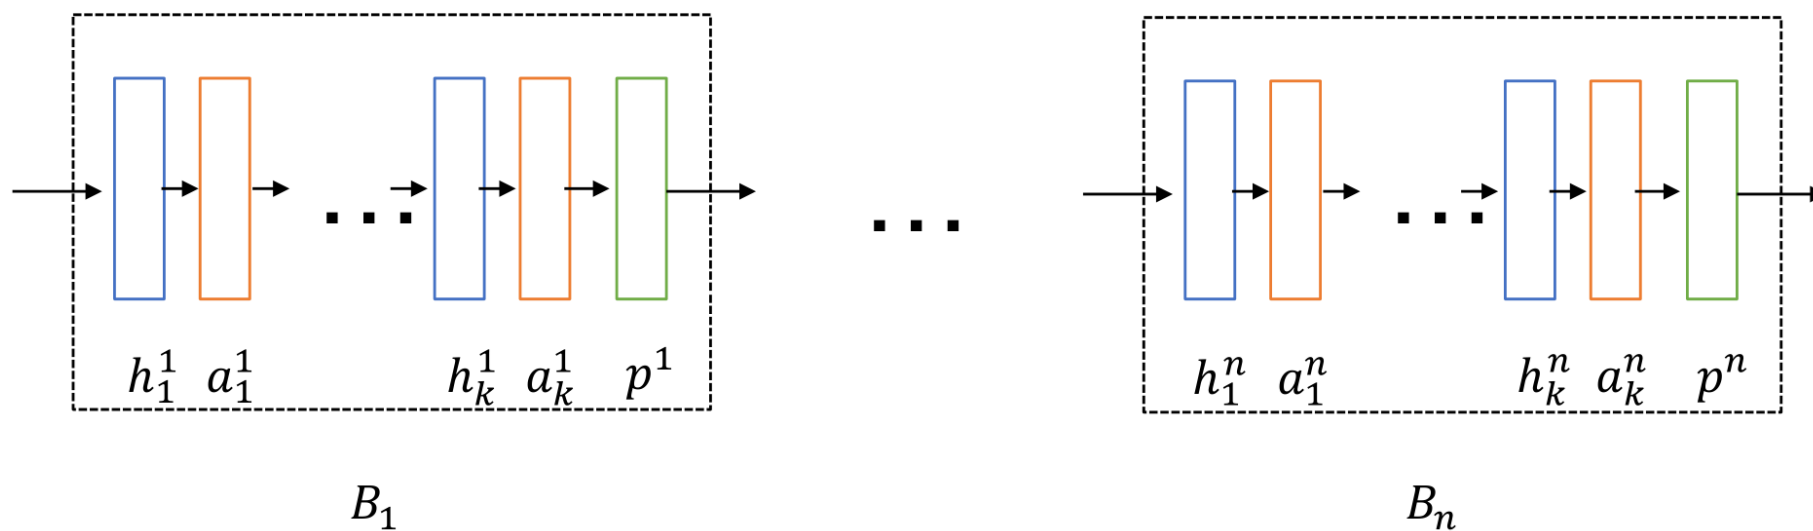 h_1^1 a_1^1 ... h_k^1 a_k^1 p^1 ... h_1^n a_1^n ... h_k^n a_k^n p^n
B_1 B_n